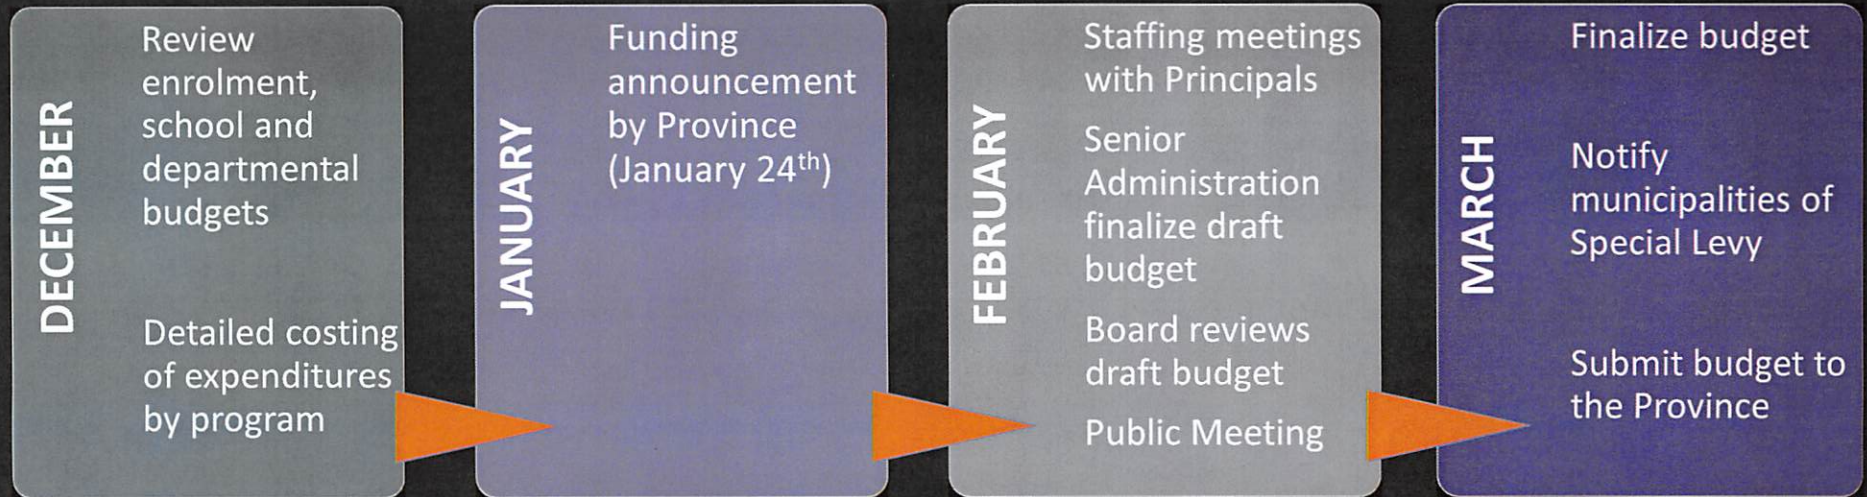 DECEMBER
Review
enrolment,
school and
departmental
budgets
Detailed costing
of expenditures
by program
JANUARY
Funding
announcement
by Province
(January 24th)
FEBRUARY
Staffing meetings
with Principals
Senior
Administration
finalize draft
budget
Board reviews
draft budget
Public Meeting
MARCH
Finalize budget
Notify
municipalities of
Special Levy
Submit budget to
the Province